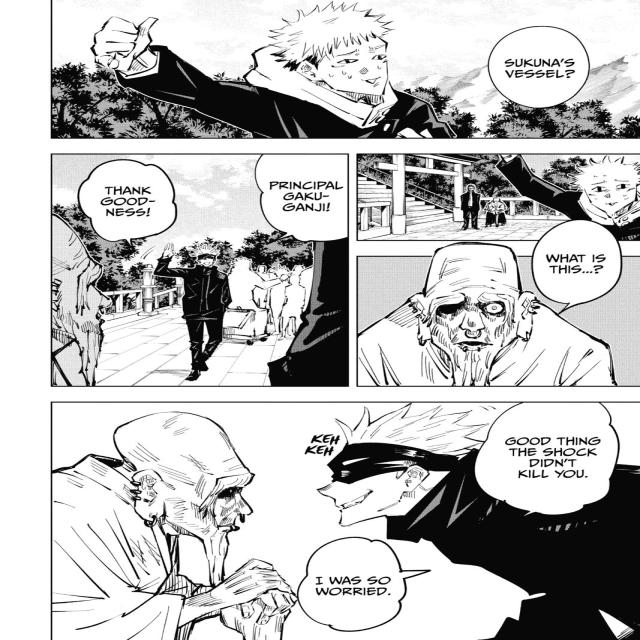 SUKUNA'S
VESSEL?
WHAT IS
THIS...?
PRINCIPAL
GAKU-
GANJI!
THANK
GOOD-
NESS!
GOOD THING
THE SHOCK
DIDN'T
KILL YOU.
KEH
KEH
I WAS SO
WORRIED.